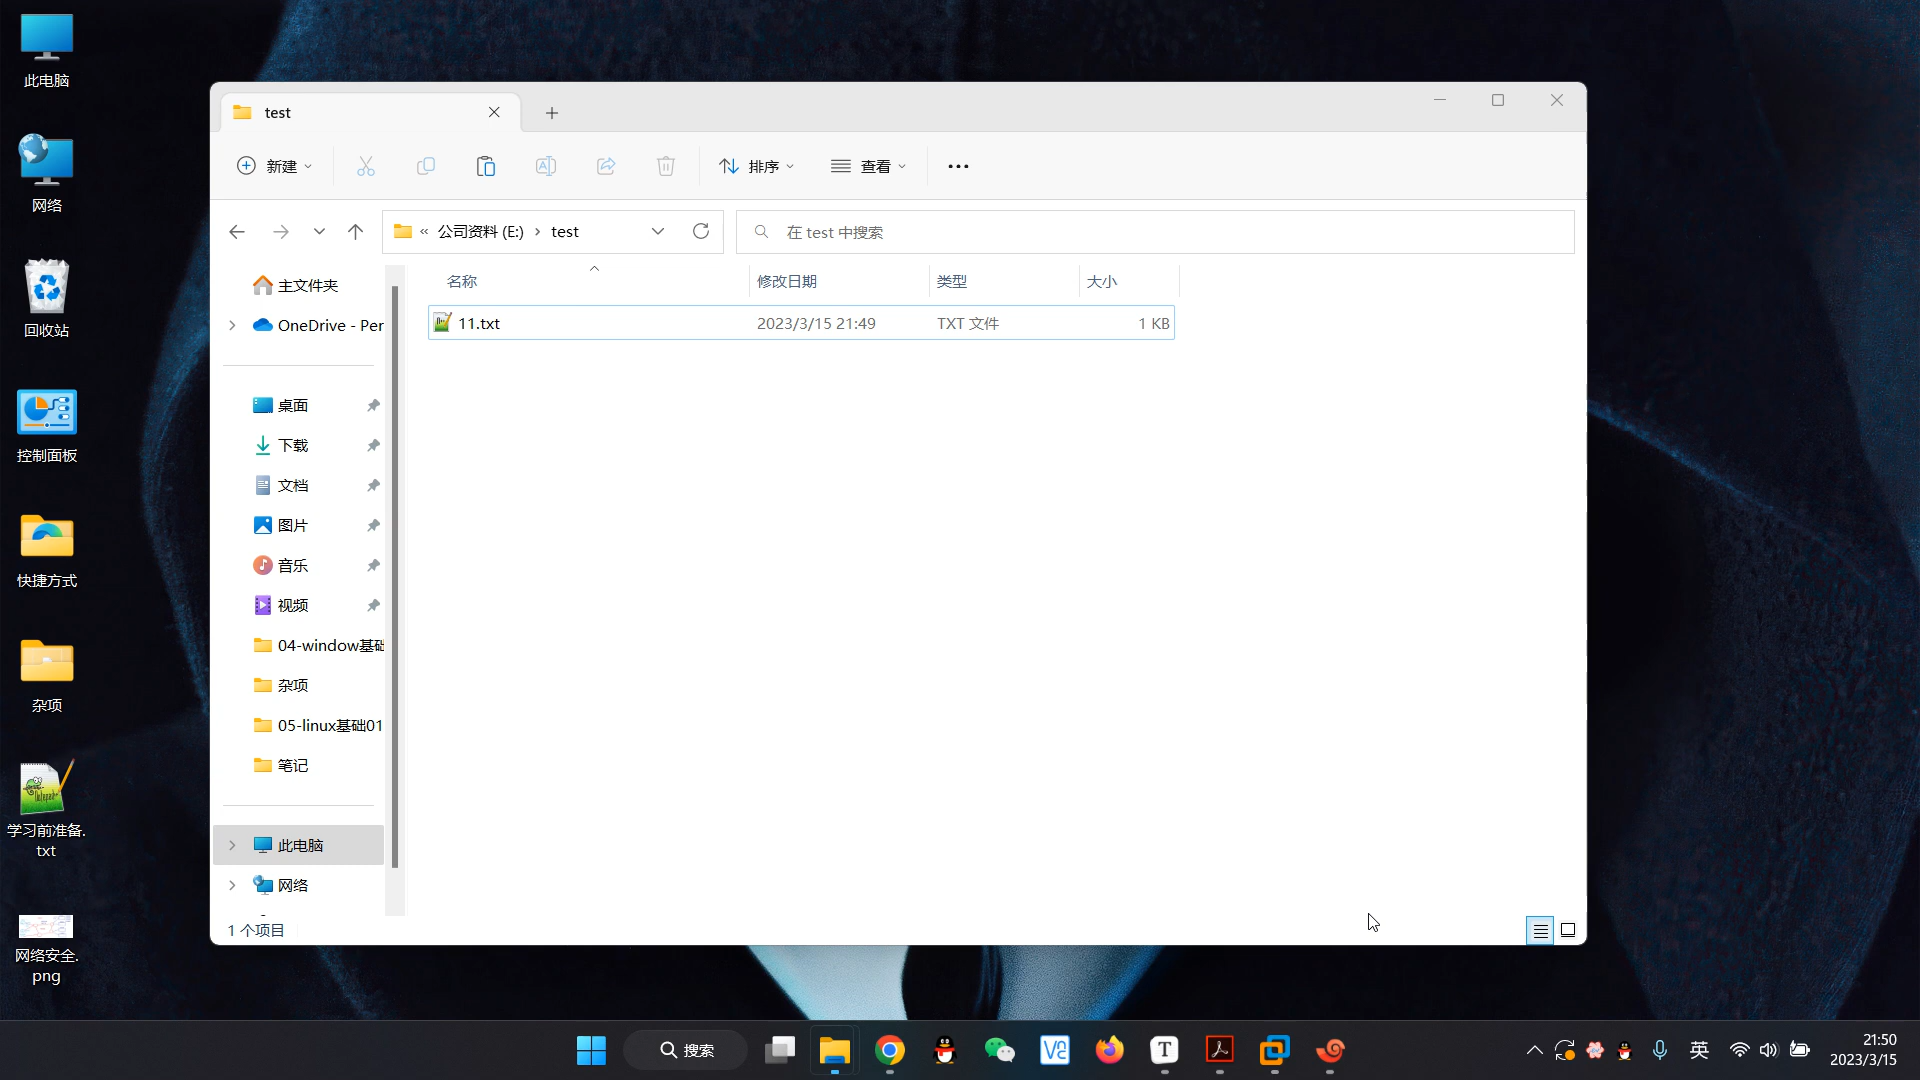 此电脑
网络
回收站
控制面板
快捷方式
杂项
学习前准备.
txt
网络安全.
png
test
新建
排序
查看
« 公司资料 (E:) › test
在 test 中搜索
主文件夹
OneDrive - Per
桌面
下载
文档
图片
音乐
视频
04-window基础
杂项
05-linux基础01
笔记
此电脑
网络
名称 修改日期 类型 大小
11.txt 2023/3/15 21:49 TXT 文件 1 KB
1 个项目
搜索
英
21:50
2023/3/15